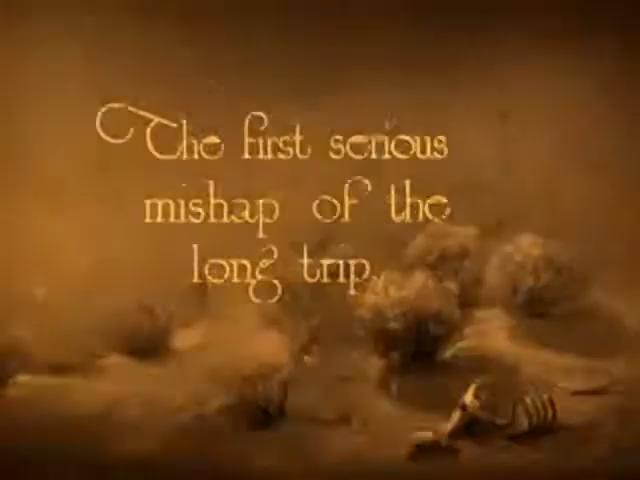 The first serious
mishap of the
long trip.